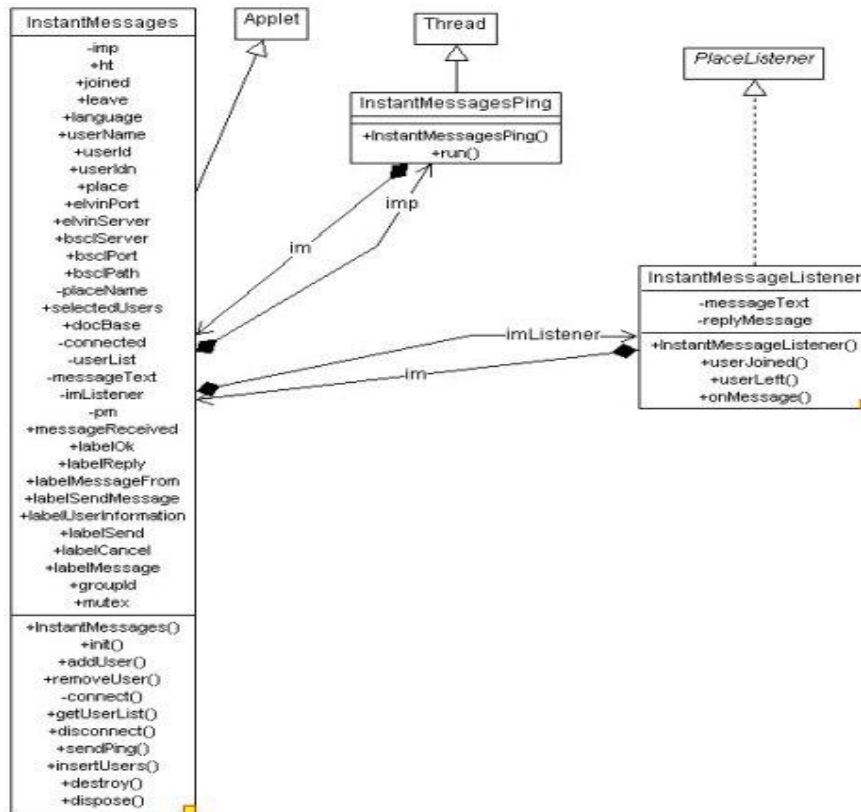 InstantMessages
-imp
+ht
+joined
+leave
+language
+userName
+userId
+userIdn
+place
+elvinPort
+elvinServer
+bsclServer
+bsclPort
+bsclPath
-placeName
+selectedUsers
+docBase
-connected
-userList
-messageText
-imListener
-pm
+messageReceived
+labelOk
+labelReply
+labelMessageFrom
+labelSendMessage
+labelUserInformation
+labelSend
+labelCancel
+labelMessage
+groupId
+mutex
+InstantMessages()
+init()
+addUser()
+removeUser()
-connect()
+getUserList()
+disconnect()
+sendPing()
+insertUsers()
+destroy()
+dispose()
Applet
Thread
InstantMessagesPing
+InstantMessagesPing()
+run()
imp
im
PlaceListener
InstantMessageListener
-messageText
-replyMessage
+InstantMessageListener()
+userJoined()
+userLeft()
+onMessage()
imListener
im